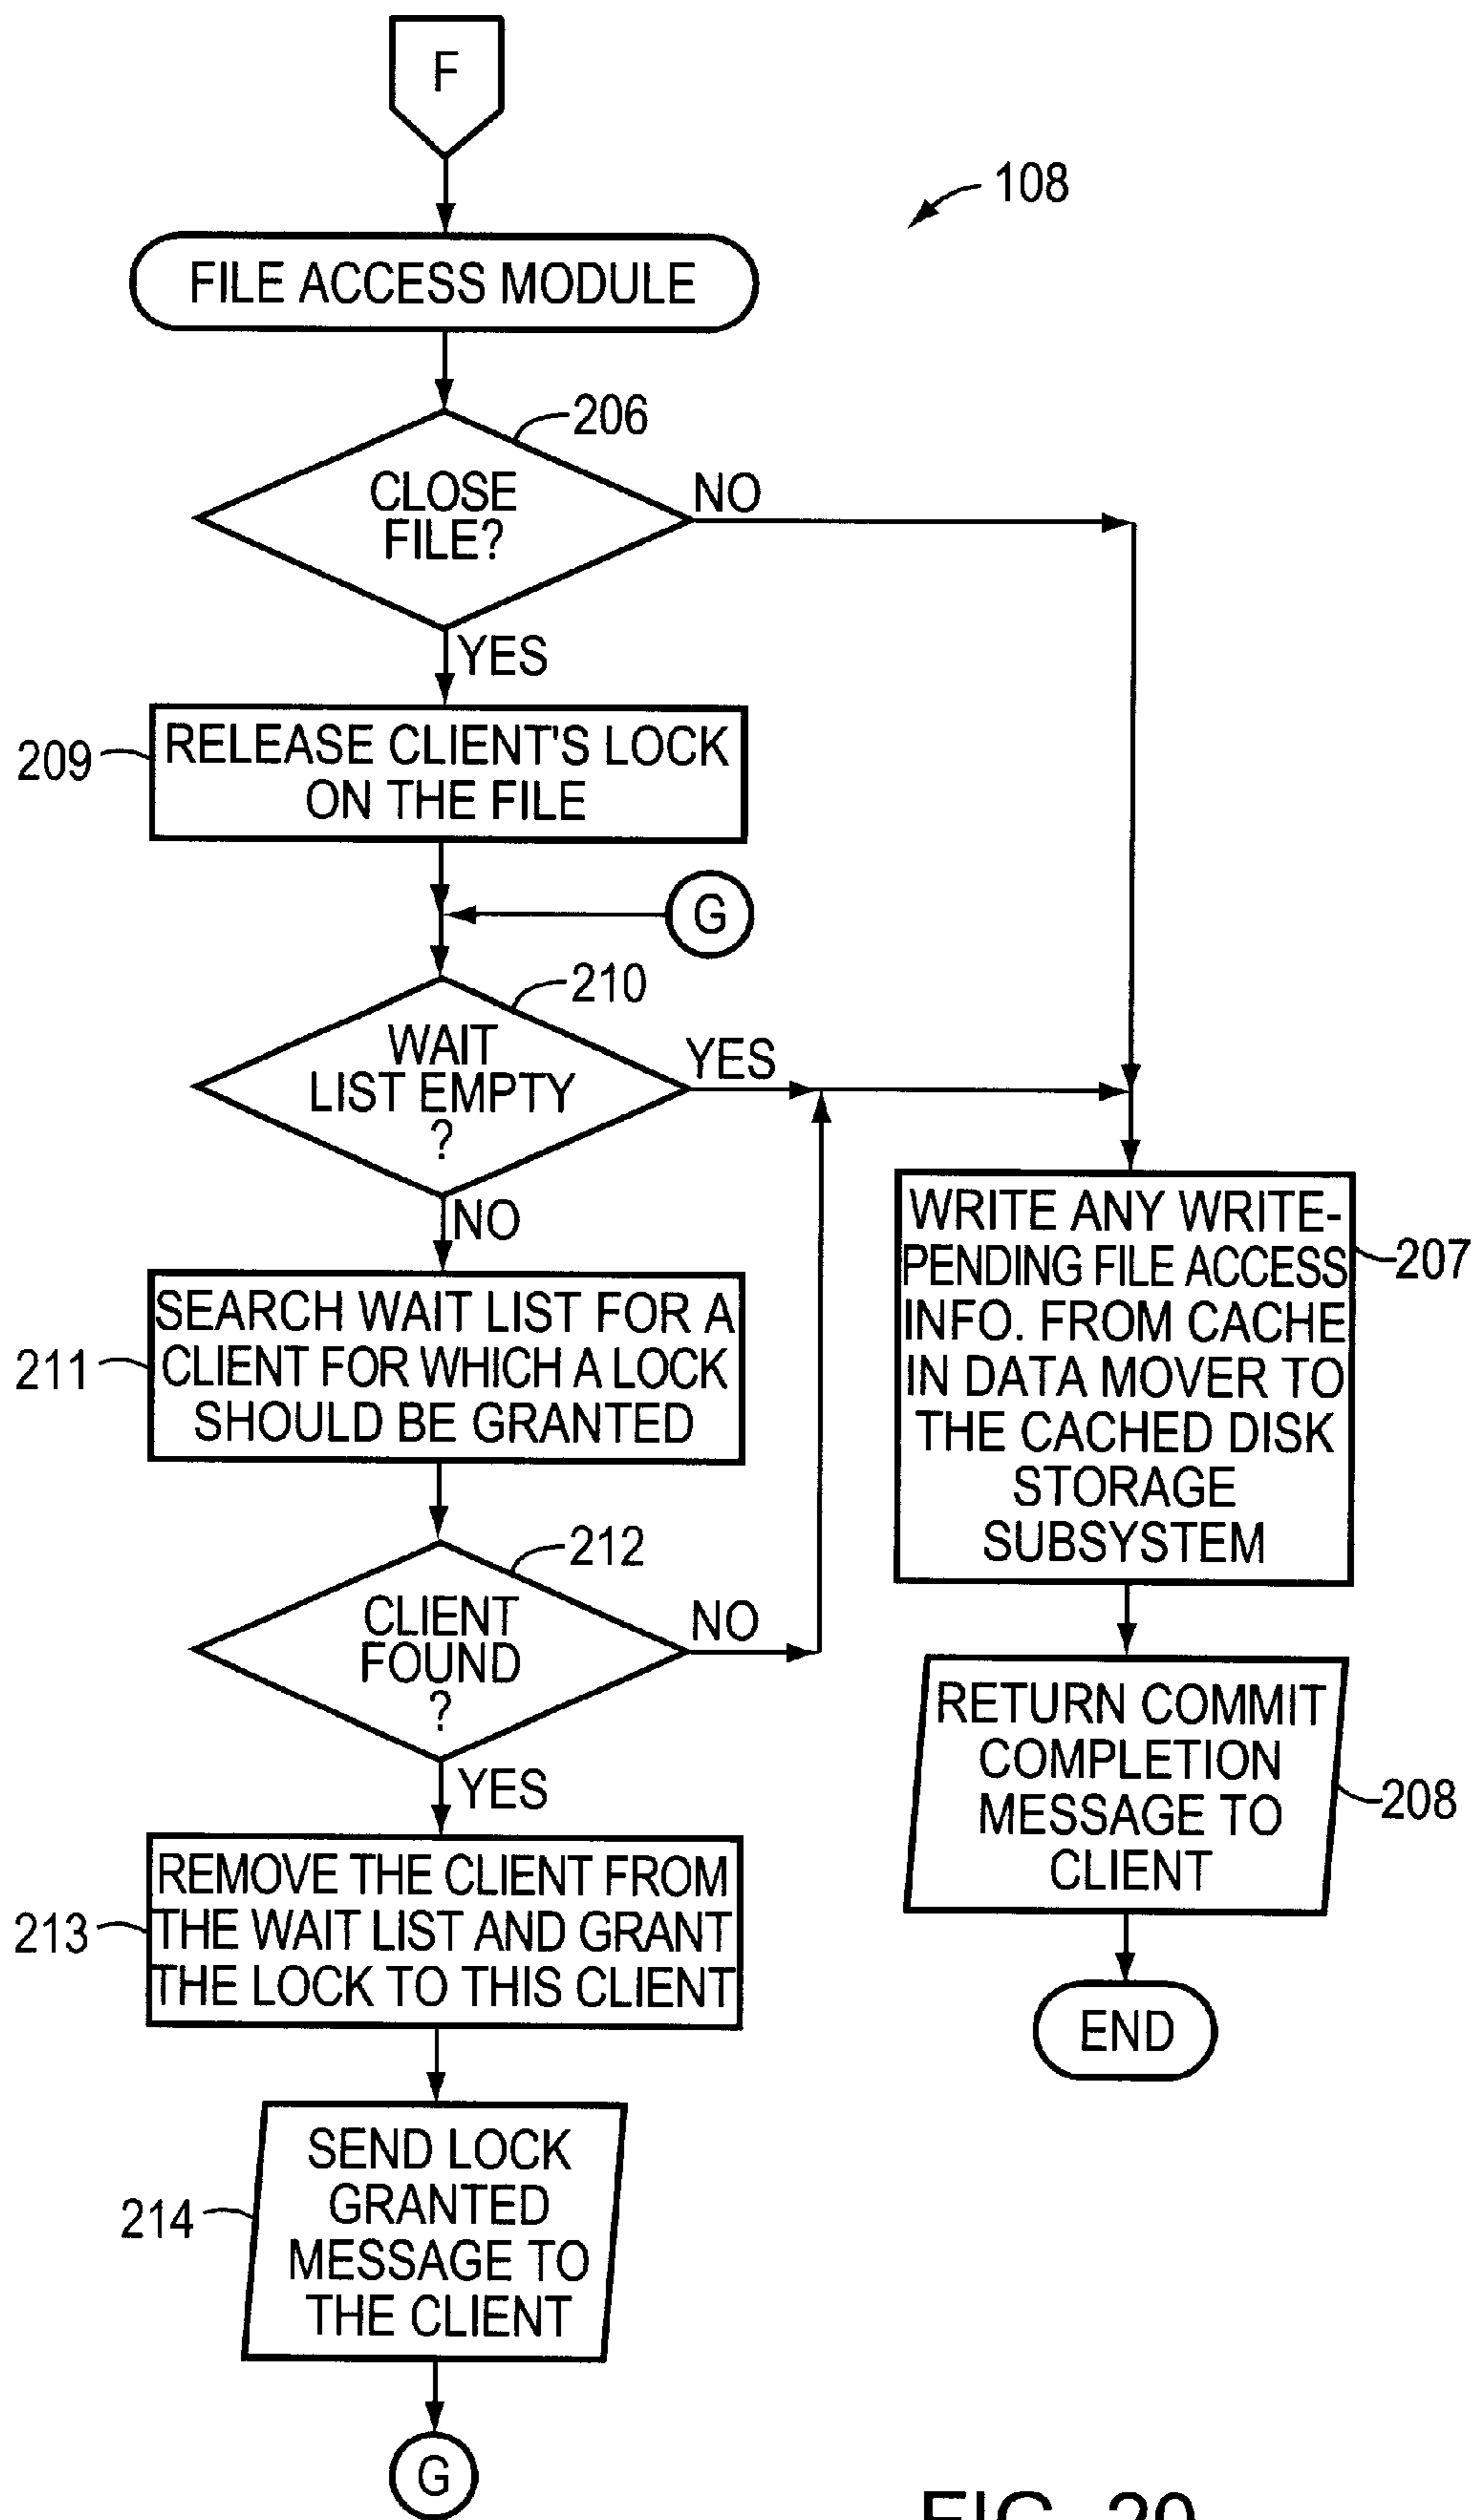 F
108
FILE ACCESS MODULE
206
CLOSE
FILE?
NO
YES
209
RELEASE CLIENT'S LOCK
ON THE FILE
G
210
WAIT
LIST EMPTY
?
YES
NO
WRITE ANY WRITE-
PENDING FILE ACCESS
INFO. FROM CACHE
IN DATA MOVER TO
THE CACHED DISK
STORAGE
SUBSYSTEM
207
211
SEARCH WAIT LIST FOR A
CLIENT FOR WHICH A LOCK
SHOULD BE GRANTED
212
CLIENT
FOUND
?
NO
YES
RETURN COMMIT
COMPLETION
MESSAGE TO
CLIENT
208
213
REMOVE THE CLIENT FROM
THE WAIT LIST AND GRANT
THE LOCK TO THIS CLIENT
END
214
SEND LOCK
GRANTED
MESSAGE TO
THE CLIENT
G
FIG. 20